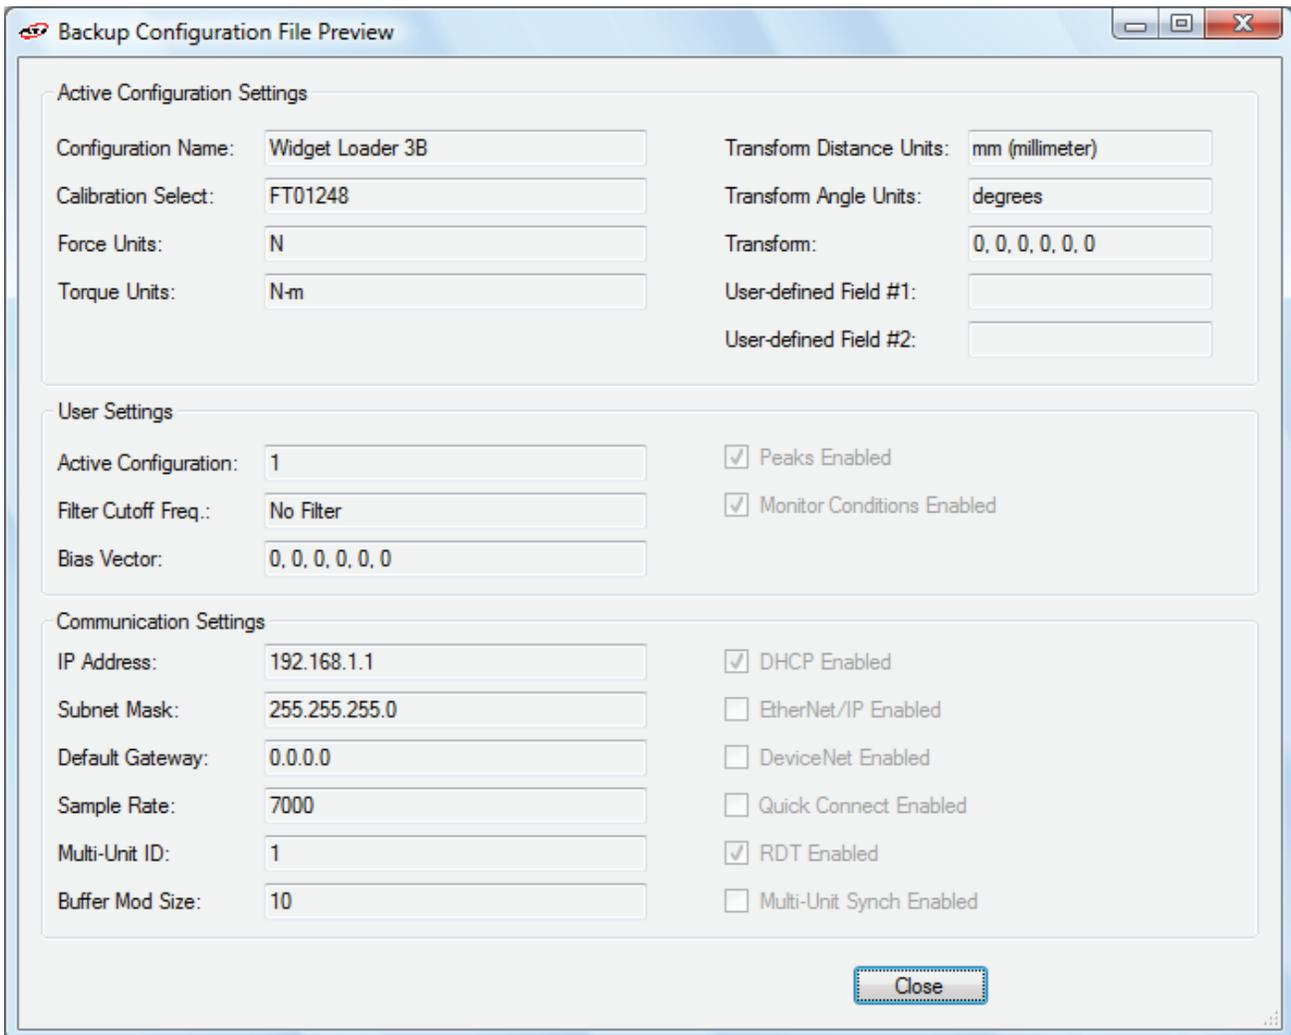 Backup Configuration File Preview
Active Configuration Settings
Configuration Name: Widget Loader 3B
Calibration Select: FT01248
Force Units: N
Torque Units: N-m
Transform Distance Units: mm (millimeter)
Transform Angle Units: degrees
Transform: 0, 0, 0, 0, 0, 0
User-defined Field #1:
User-defined Field #2:
User Settings
Active Configuration: 1
Filter Cutoff Freq.: No Filter
Bias Vector: 0, 0, 0, 0, 0, 0
Peaks Enabled
Monitor Conditions Enabled
Communication Settings
IP Address: 192.168.1.1
Subnet Mask: 255.255.255.0
Default Gateway: 0.0.0.0
Sample Rate: 7000
Multi-Unit ID: 1
Buffer Mod Size: 10
DHCP Enabled
EtherNet/IP Enabled
DeviceNet Enabled
Quick Connect Enabled
RDT Enabled
Multi-Unit Synch Enabled
Close